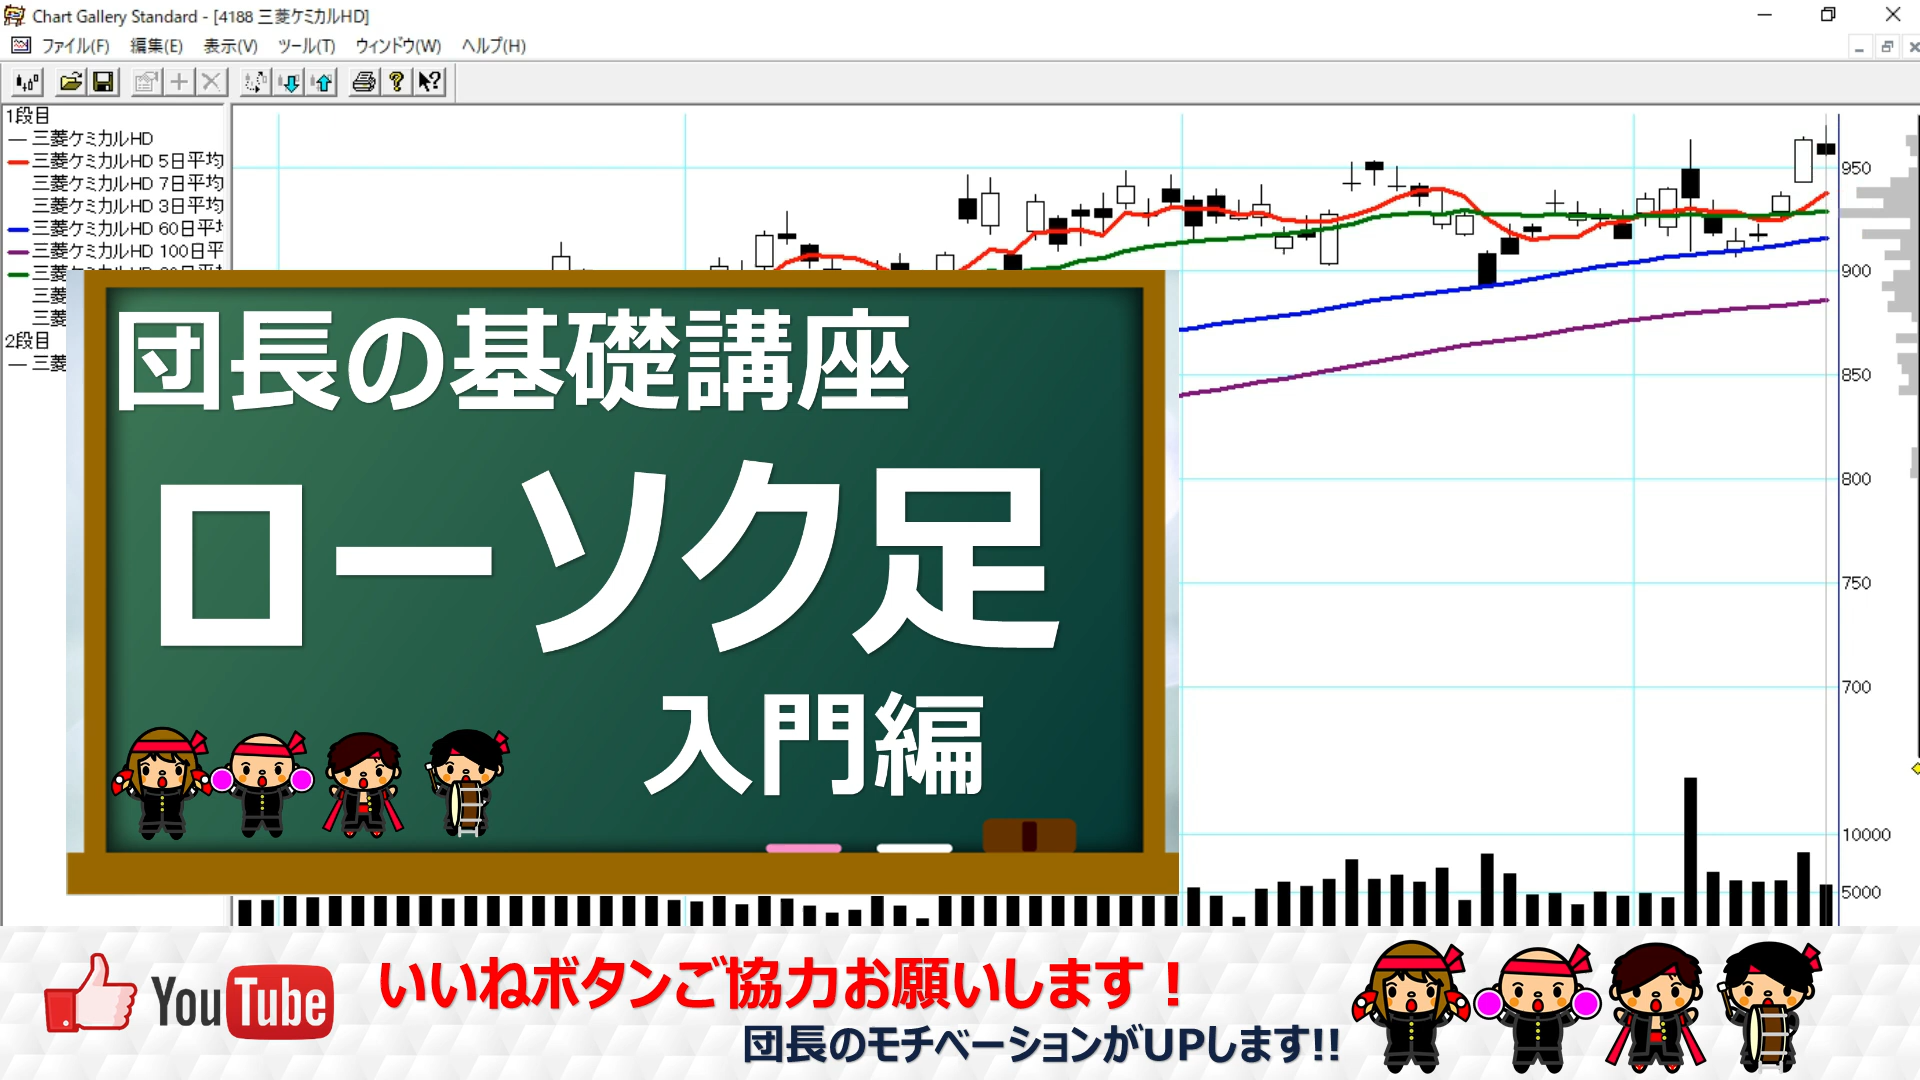 Chart Gallery Standard - [4188 三菱ケミカルHD]
ファイル(F) 編集(E) 表示(V) ツール(T) ウィンドウ(W) ヘルプ(H)
1段目
三菱ケミカルHD
三菱ケミカルHD 5日平均
三菱ケミカルHD 7日平均
三菱ケミカルHD 3日平均
三菱ケミカルHD 60日平
三菱ケミカルHD 100日平
三菱
三菱
2段目
三菱
950
900
850
800
750
700
10000
5000
団長の基礎講座
ローソク足
入門編
YouTube
いいねボタンご協力お願いします！
団長のモチベーションがUPします!!